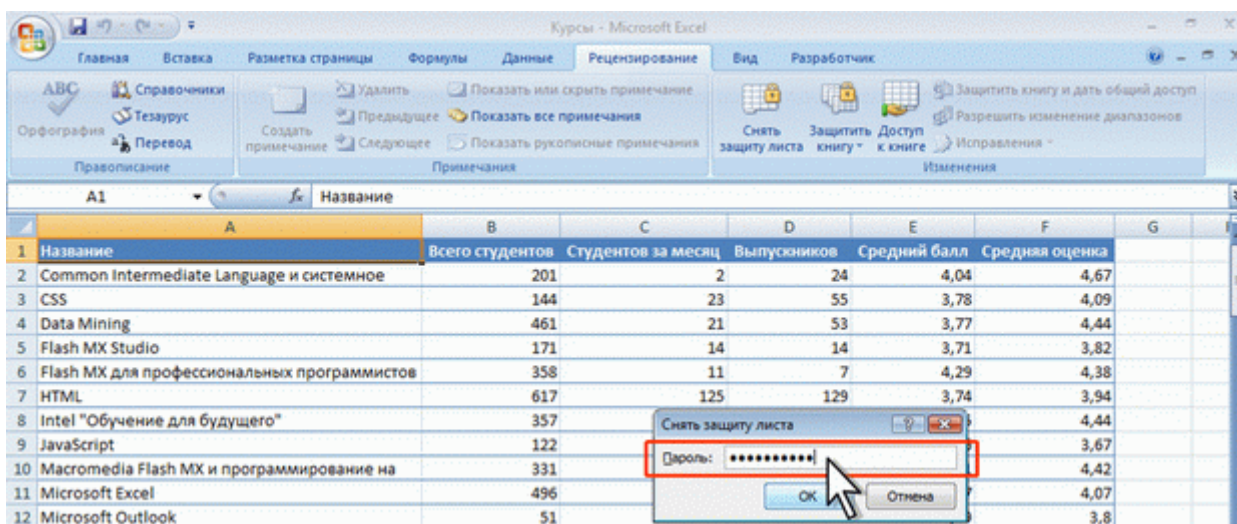 Курсы - Microsoft Excel
Главная Вставка Разметка страницы Формулы Данные Рецензирование Вид Разработчик
ABC
Орфография
Справочники
Тезаурус
Перевод
Правописание
Создать
примечание
Удалить
Предыдущее
Следующее
Показать или скрыть примечание
Показать все примечания
Показать рукописные примечания
Примечания
Снять
защиту листа
Защитить
книгу
Доступ
к книге
Защитить книгу и дать общий доступ
Разрешить изменение диапазонов
Исправления
Изменения
A1 fx Название
A B C D E F G
1 Название Всего студентов Студентов за месяц Выпускников Средний балл Средняя оценка
2 Common Intermediate Language и системное 201 2 24 4,04 4,67
3 CSS 144 23 55 3,78 4,09
4 Data Mining 461 21 53 3,77 4,44
5 Flash MX Studio 171 14 14 3,71 3,82
6 Flash MX для профессиональных программистов 358 11 7 4,29 4,38
7 HTML 617 125 129 3,74 3,94
8 Intel "Обучение для будущего" 357 4,44
9 JavaScript 122 3,67
10 Macromedia Flash MX и программирование на 331 4,42
11 Microsoft Excel 496 4,07
12 Microsoft Outlook 51 3,8
Снять защиту листа
Пароль: ••••••••••
ОК Отмена